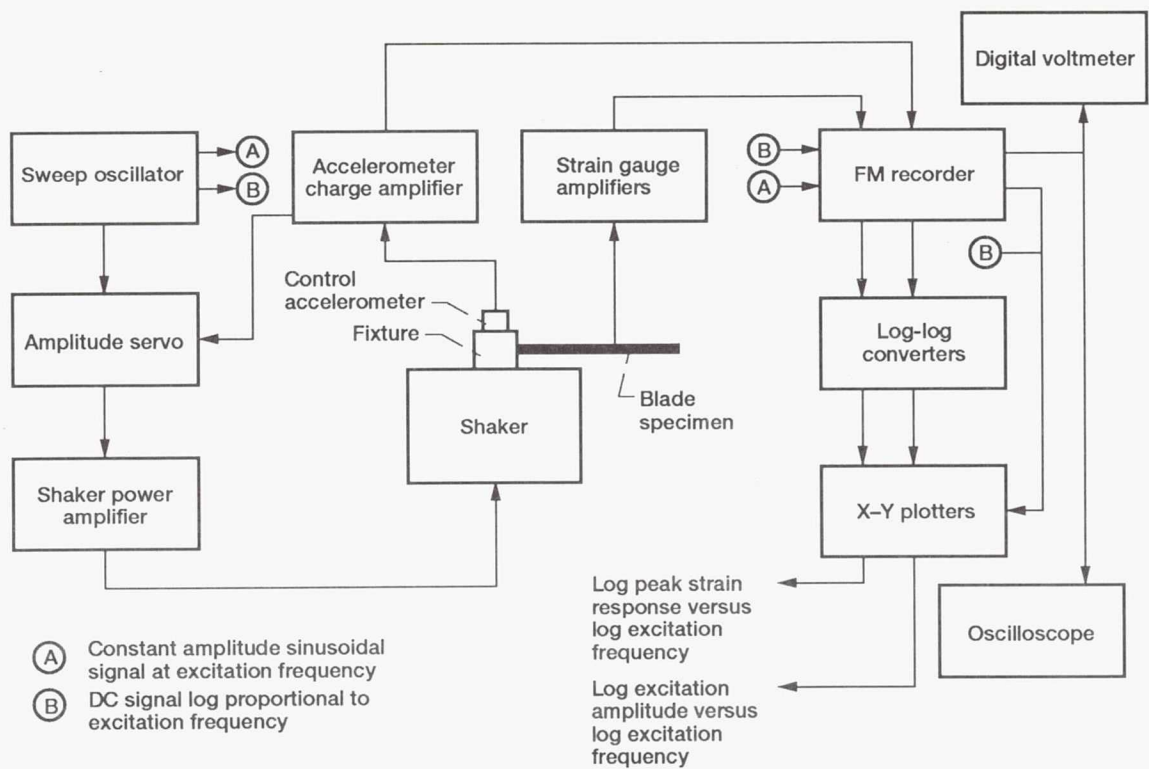 Digital voltmeter
Sweep oscillator
A
B
Accelerometer
charge amplifier
Strain gauge
amplifiers
B
A
FM recorder
B
Control
accelerometer
Fixture
Amplitude servo
Log-log
converters
Blade
specimen
Shaker
Shaker power
amplifier
X–Y plotters
Log peak strain
response versus
log excitation
frequency
Oscilloscope
A Constant amplitude sinusoidal
signal at excitation frequency
B DC signal log proportional to
excitation frequency
Log excitation
amplitude versus
log excitation
frequency